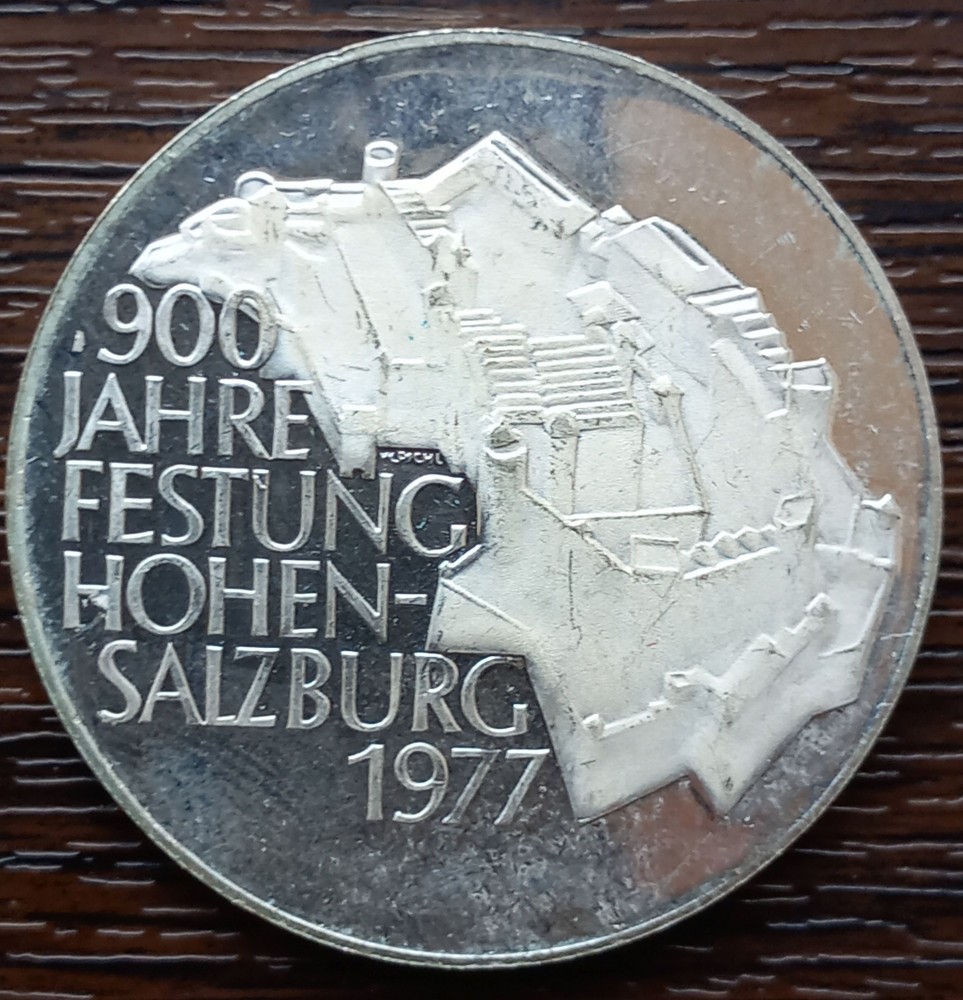 900
JAHRE
FESTUNG
HOHEN-
SALZBURG
1977